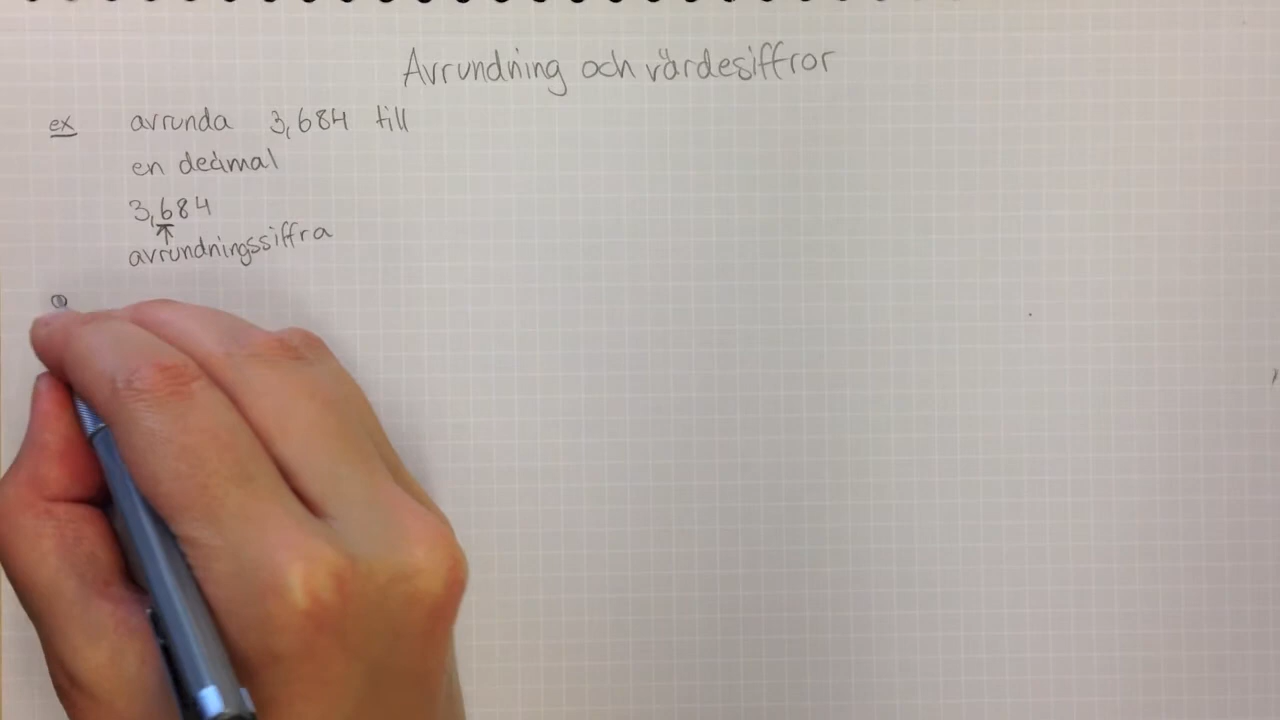 Avrundning och värdesiffror
ex avrunda 3,684 till
en decimal
3,684
avrundningssiffra